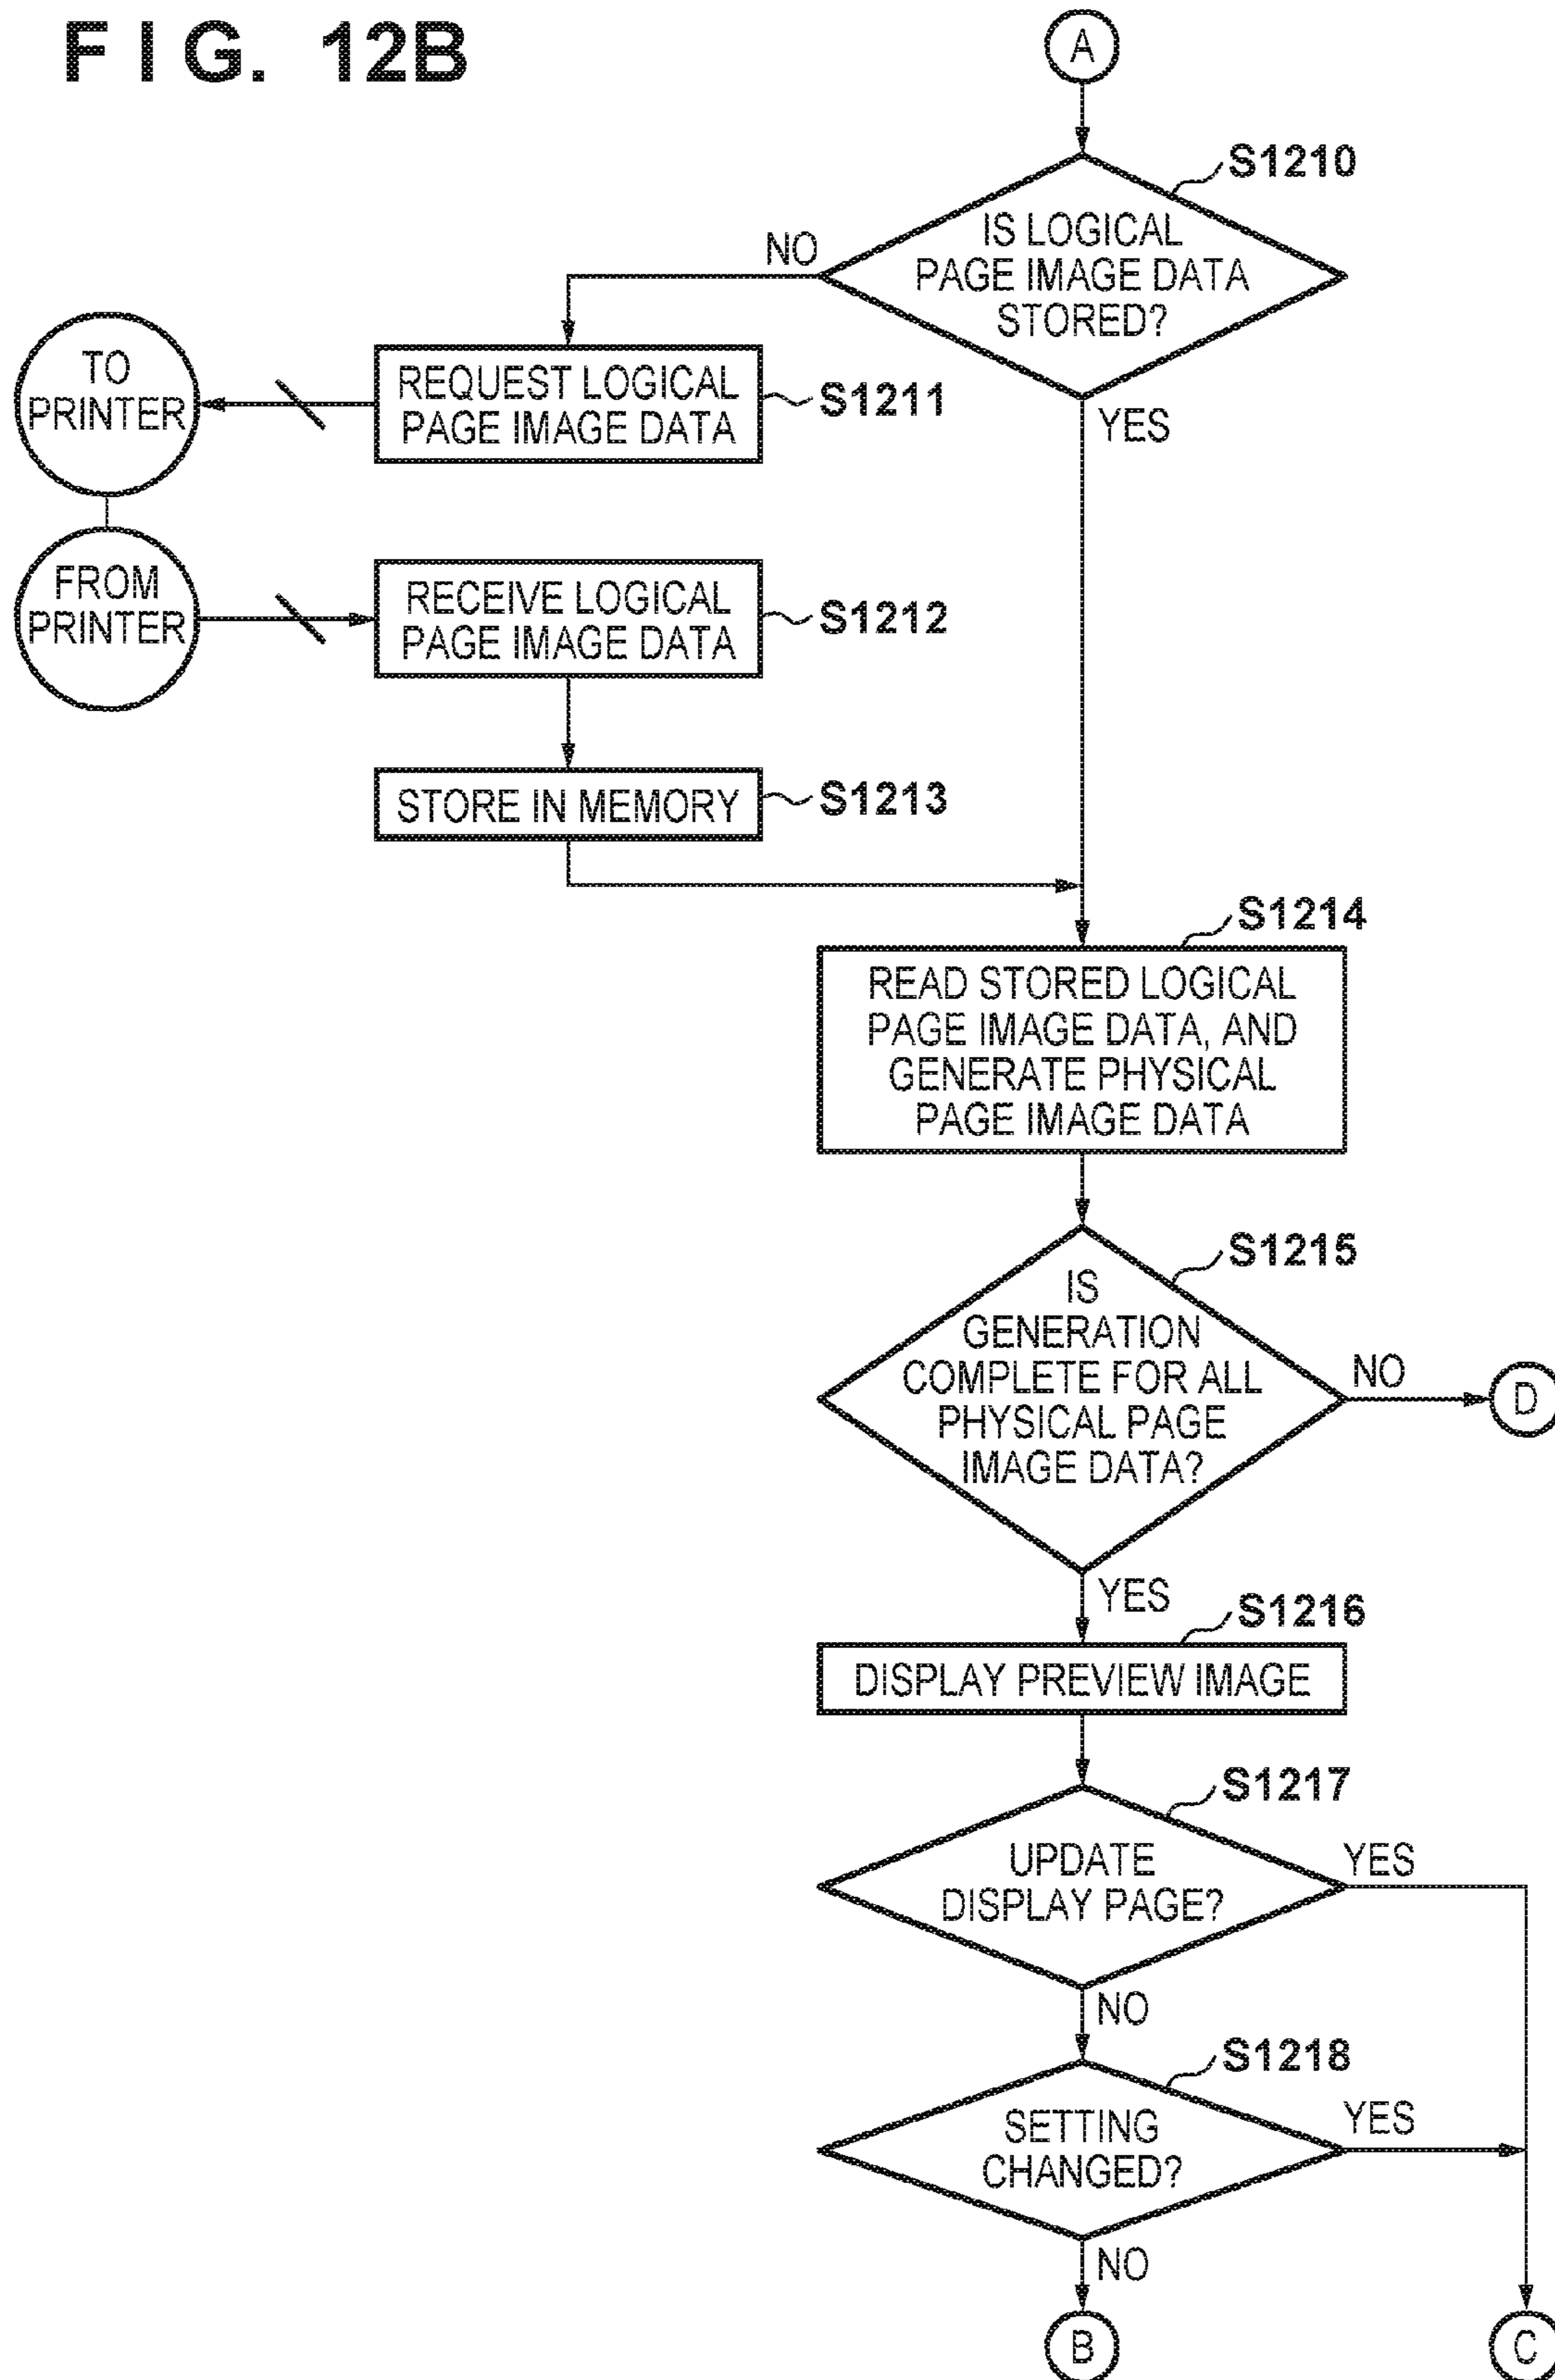 FIG. 12B
A
S1210
IS LOGICAL
PAGE IMAGE DATA
STORED?
NO
YES
TO
PRINTER
REQUEST LOGICAL
PAGE IMAGE DATA
S1211
FROM
PRINTER
RECEIVE LOGICAL
PAGE IMAGE DATA
S1212
STORE IN MEMORY
S1213
S1214
READ STORED LOGICAL
PAGE IMAGE DATA, AND
GENERATE PHYSICAL
PAGE IMAGE DATA
S1215
IS
GENERATION
COMPLETE FOR ALL
PHYSICAL PAGE
IMAGE DATA?
NO
D
YES
S1216
DISPLAY PREVIEW IMAGE
S1217
UPDATE
DISPLAY PAGE?
YES
NO
S1218
SETTING
CHANGED?
YES
NO
B
C